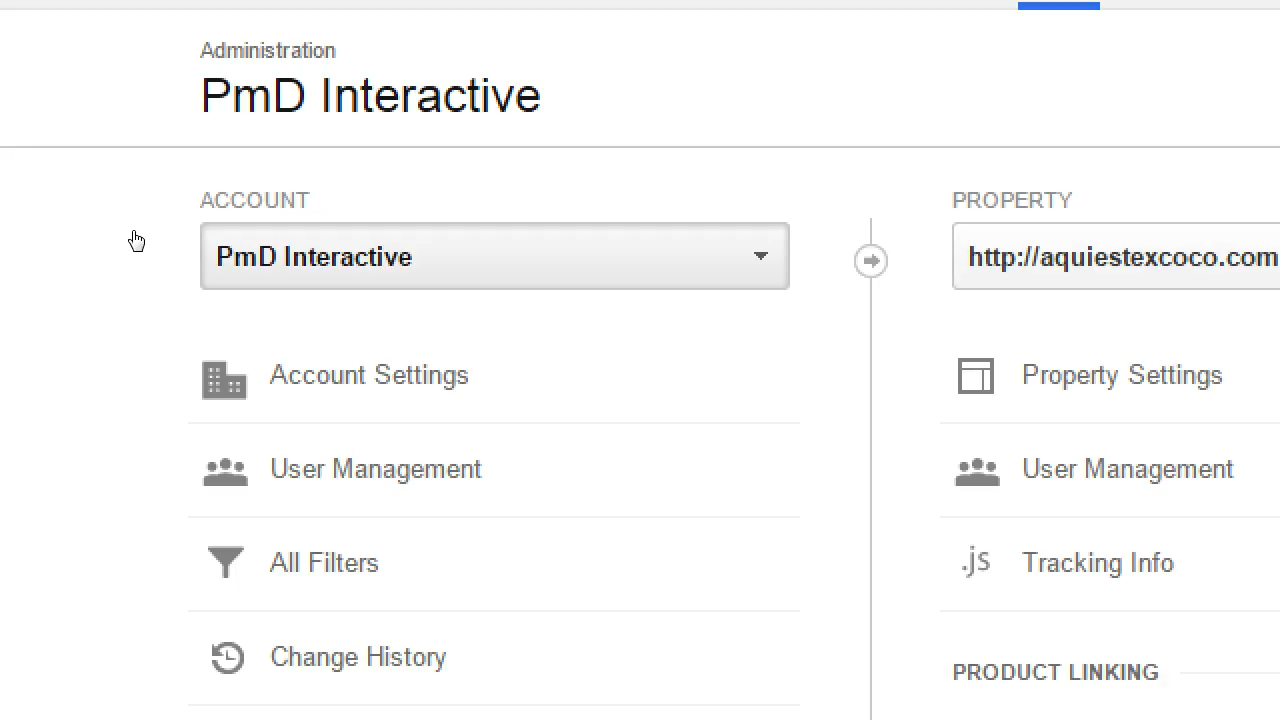 Administration
PmD Interactive
ACCOUNT
PmD Interactive
Account Settings
User Management
All Filters
Change History
PROPERTY
http://aquiestexcoco.com
Property Settings
User Management
.js Tracking Info
PRODUCT LINKING